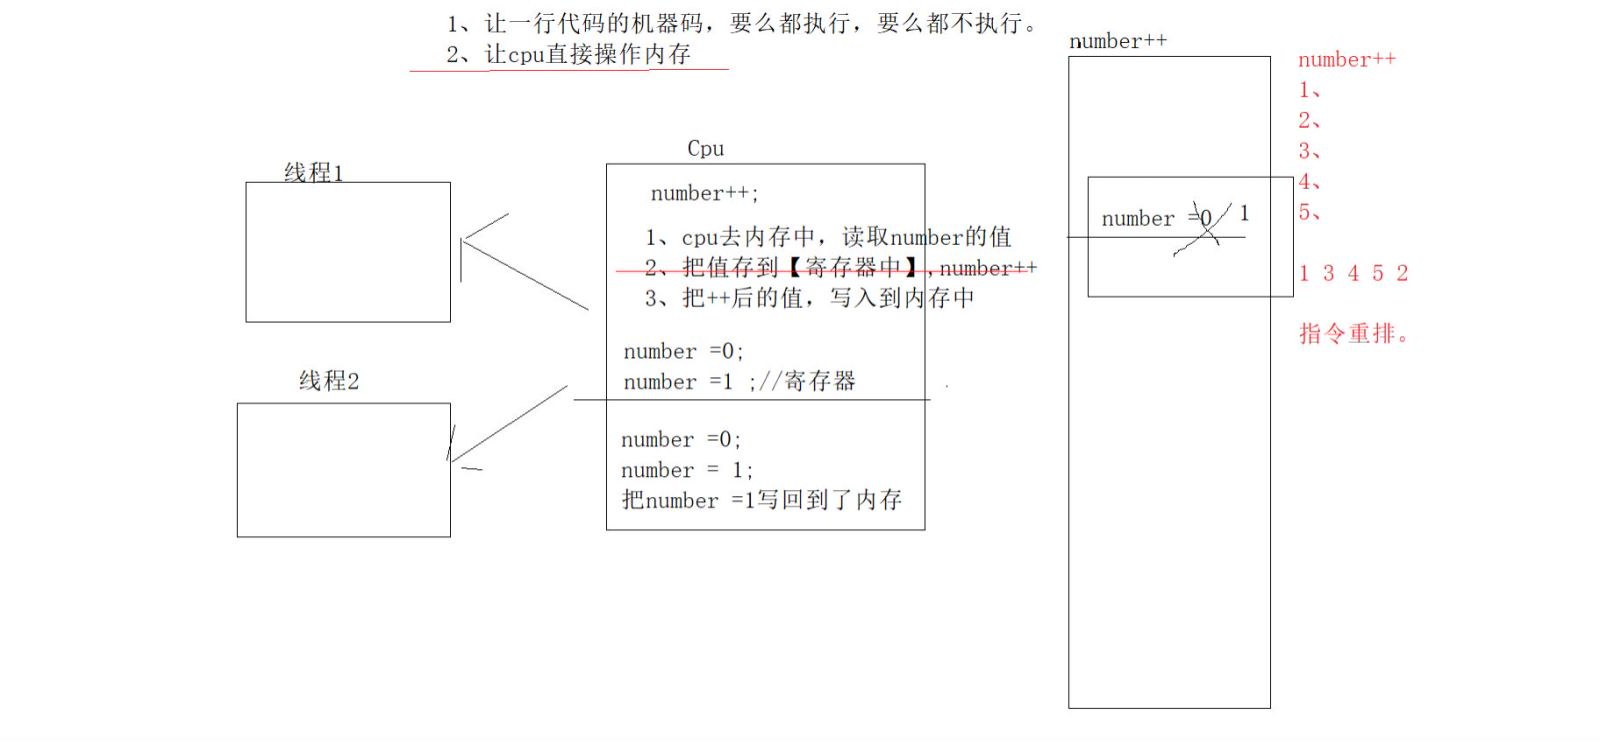 1、让一行代码的机器码，要么都执行，要么都不执行。
2、让cpu直接操作内存
number++
number++
1、
2、
3、
4、
5、
1 3 4 5 2
指令重排。
number =0 1
Cpu
number++;
1、cpu去内存中，读取number的值
2、把值存到【寄存器中】,number++
3、把++后的值，写入到内存中
number =0;
number =1 ;//寄存器
number =0;
number = 1;
把number =1写回到了内存
线程1
线程2